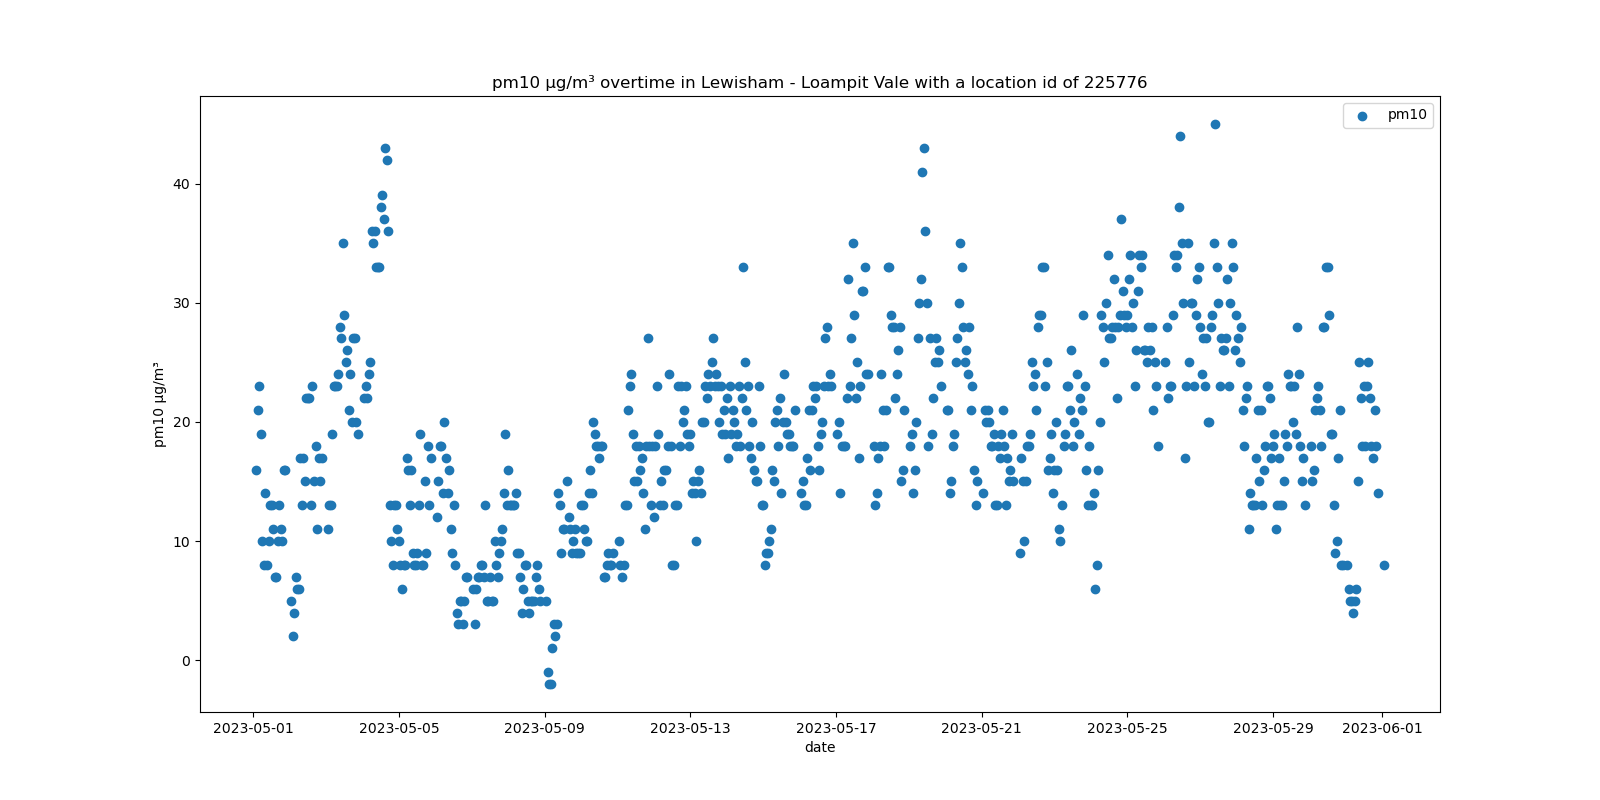 pm10 µg/m³ overtime in Lewisham - Loampit Vale with a location id of 225776
pm10
pm10 µg/m³
40
30
20
10
0
2023-05-01 2023-05-05 2023-05-09 2023-05-13 2023-05-17 2023-05-21 2023-05-25 2023-05-29 2023-06-01
date